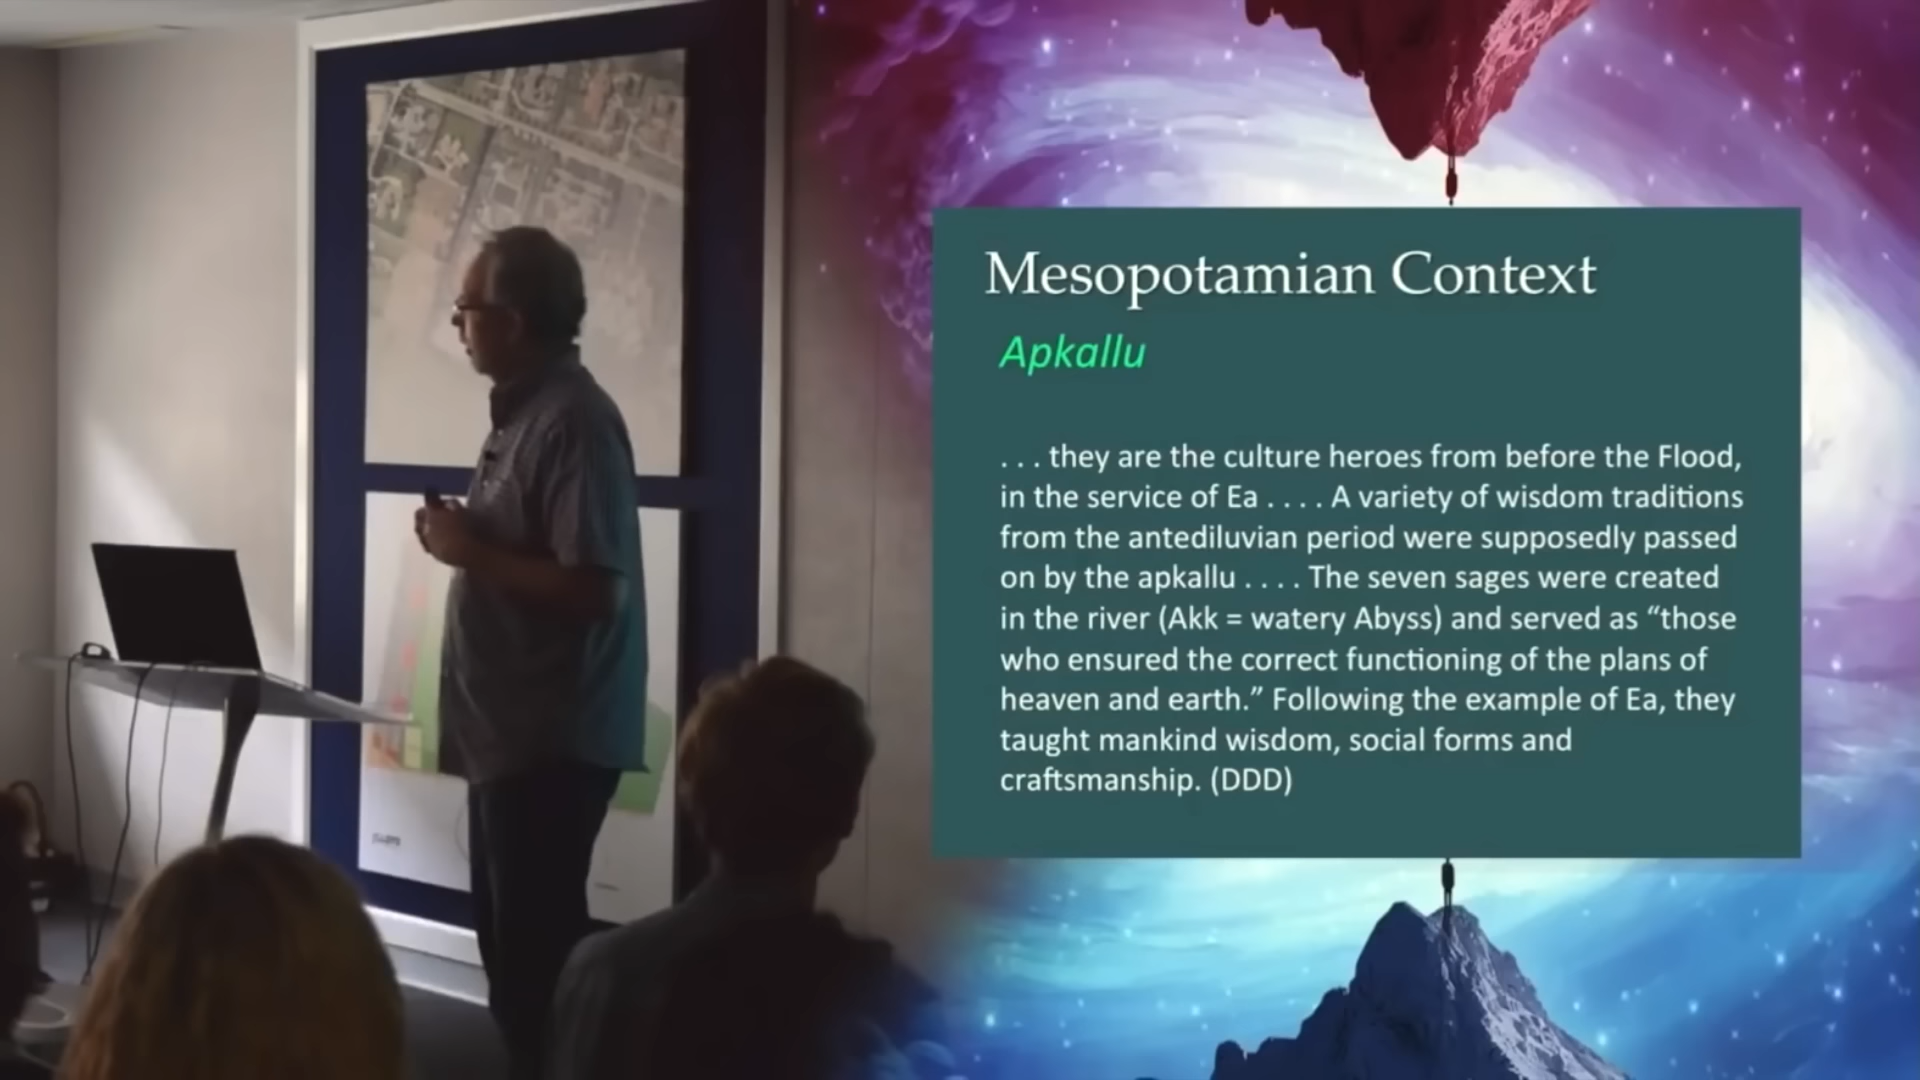 Mesopotamian Context
Apkallu
. . . they are the culture heroes from before the Flood,
in the service of Ea . . . . A variety of wisdom traditions
from the antediluvian period were supposedly passed
on by the apkallu . . . . The seven sages were created
in the river (Akk = watery Abyss) and served as “those
who ensured the correct functioning of the plans of
heaven and earth.” Following the example of Ea, they
taught mankind wisdom, social forms and
craftsmanship. (DDD)